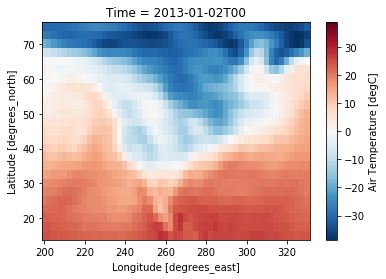 Time = 2013-01-02T00
70
60
50
40
30
20
Latitude [degrees_north]
200 220 240 260 280 300 320
Longitude [degrees_east]
30
20
10
0
−10
−20
−30
Air Temperature [degC]